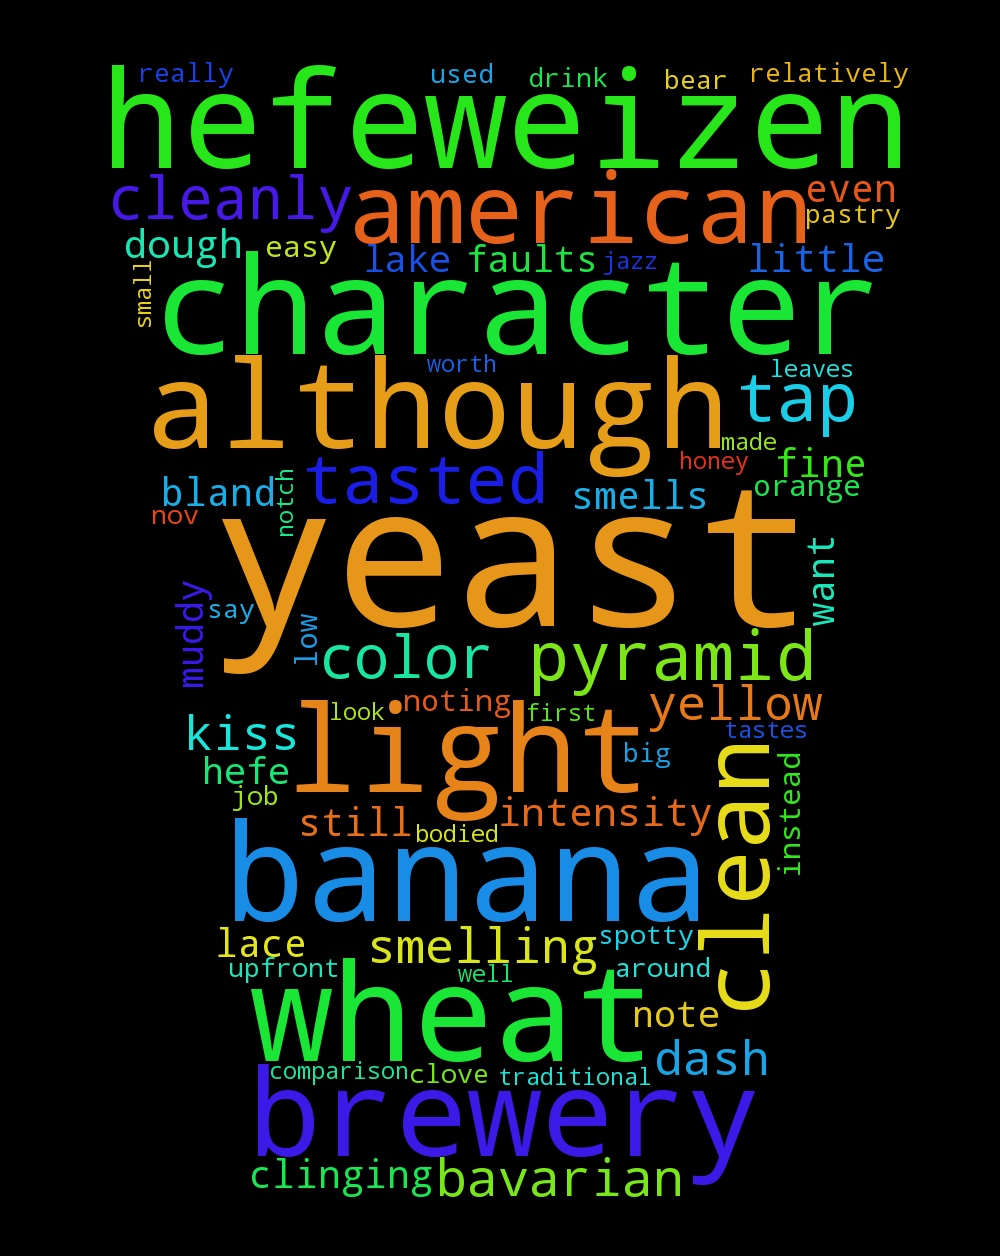 really used drink bear relatively
hefeweizen
cleanly american even
pastry
dough easy lake faults jazz little
small character
worth leaves
although tap
made
honey fine
bland notch tasted smells orange
nov
yeast want
muddy say low
color pyramid
look noting first yellow
kiss light big tastes
hefe
job
still bodied intensity clean instead
banana
lace smelling spotty
upfront well around
wheat note
dash
comparison clove traditional
brewery
clinging bavarian